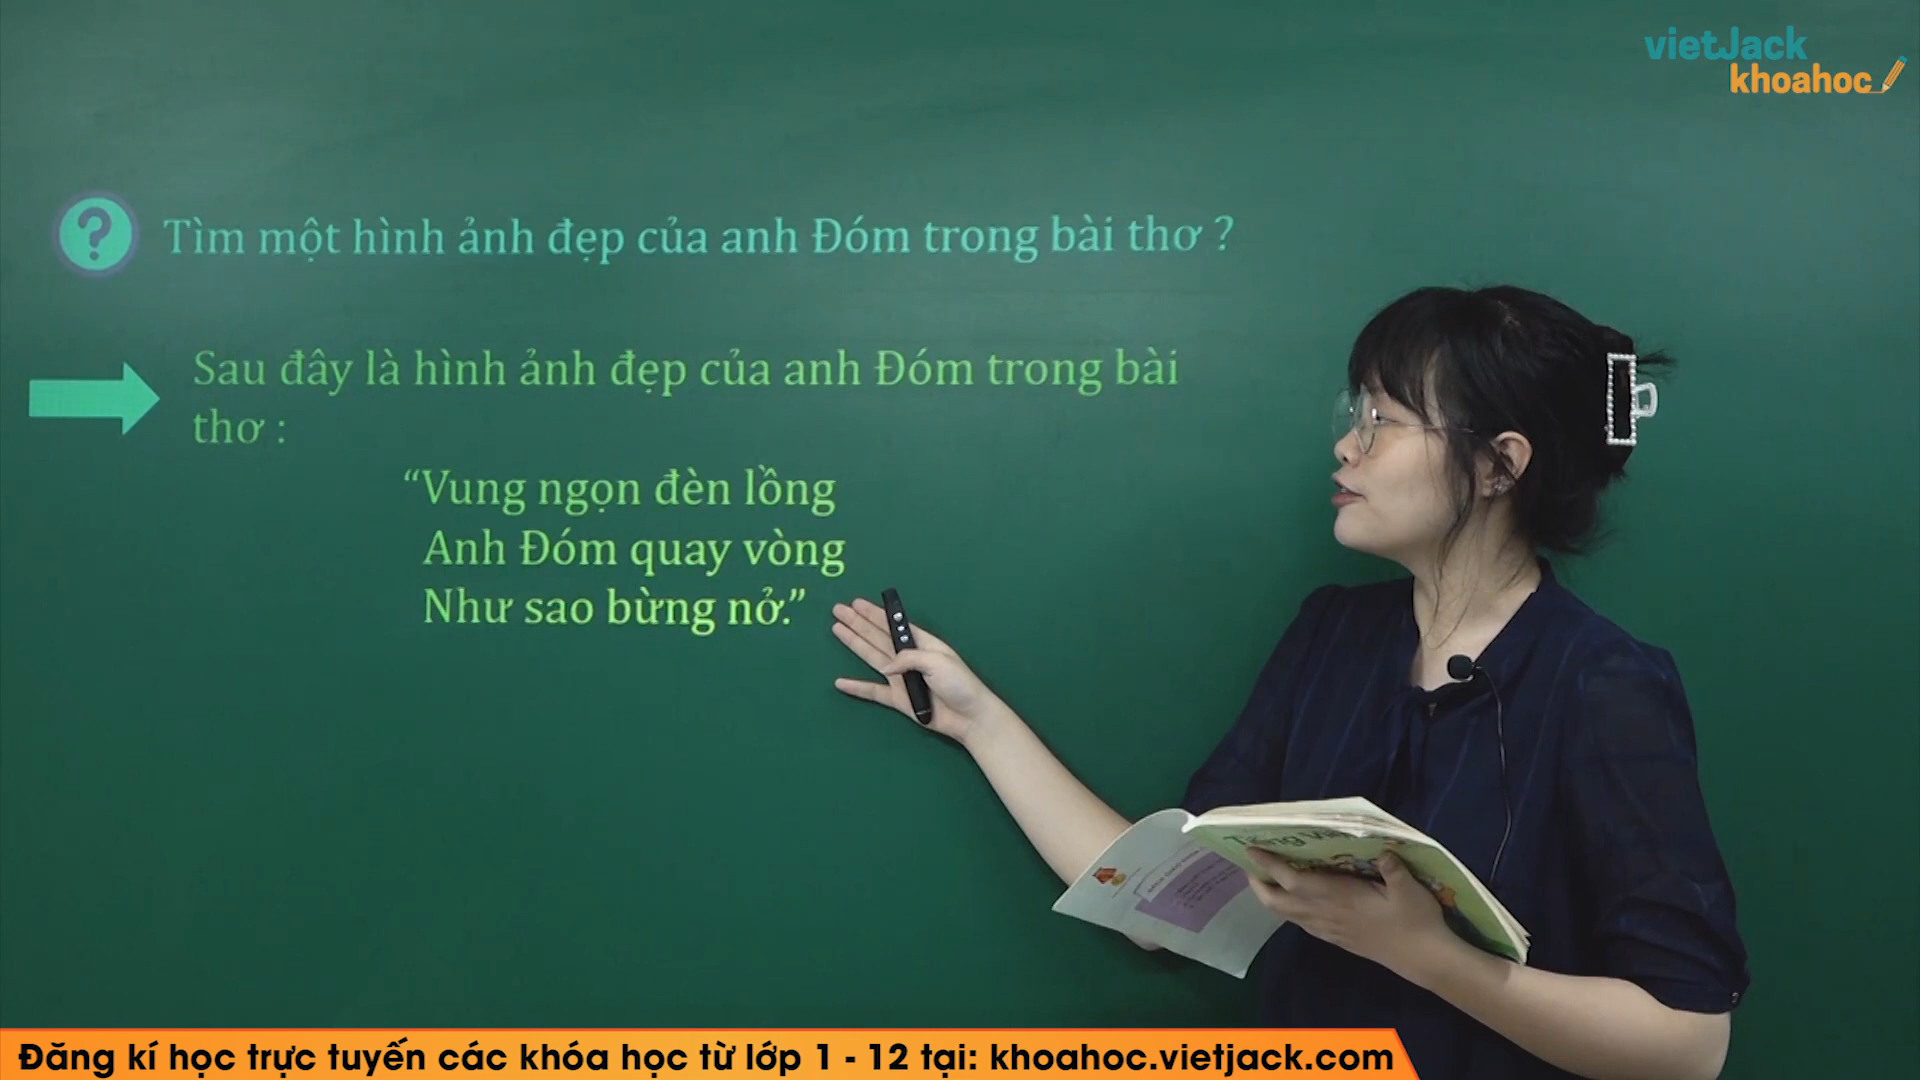 vietJack
khoahoc
Tìm một hình ảnh đẹp của anh Đóm trong bài thơ ?
Sau đây là hình ảnh đẹp của anh Đóm trong bài
thơ :
“Vung ngọn đèn lồng
Anh Đóm quay vòng
Như sao bừng nở.”
Tiếng Việt
Đăng kí học trực tuyến các khóa học từ lớp 1 - 12 tại: khoahoc.vietjack.com